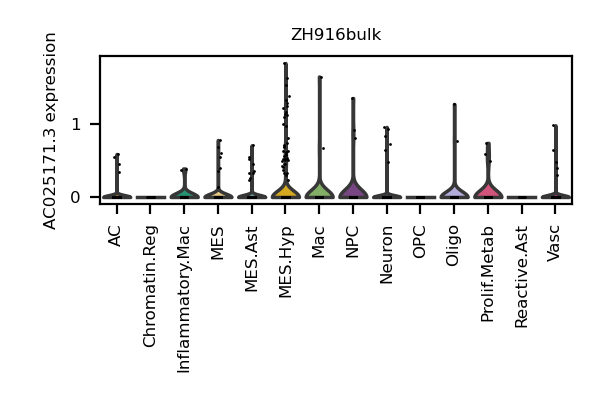 ZH916bulk
AC025171.3 expression
1
0
AC
Chromatin.Reg
Inflammatory.Mac
MES
MES.Ast
MES.Hyp
Mac
NPC
Neuron
OPC
Oligo
Prolif.Metab
Reactive.Ast
Vasc